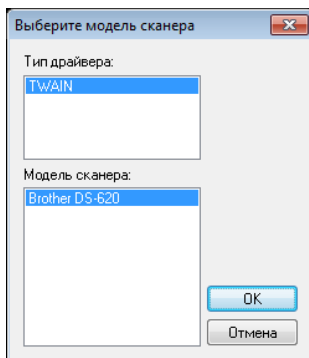 Выберите модель сканера
Тип драйвера:
TWAIN
Модель сканера:
Brother DS-620
OK
Отмена